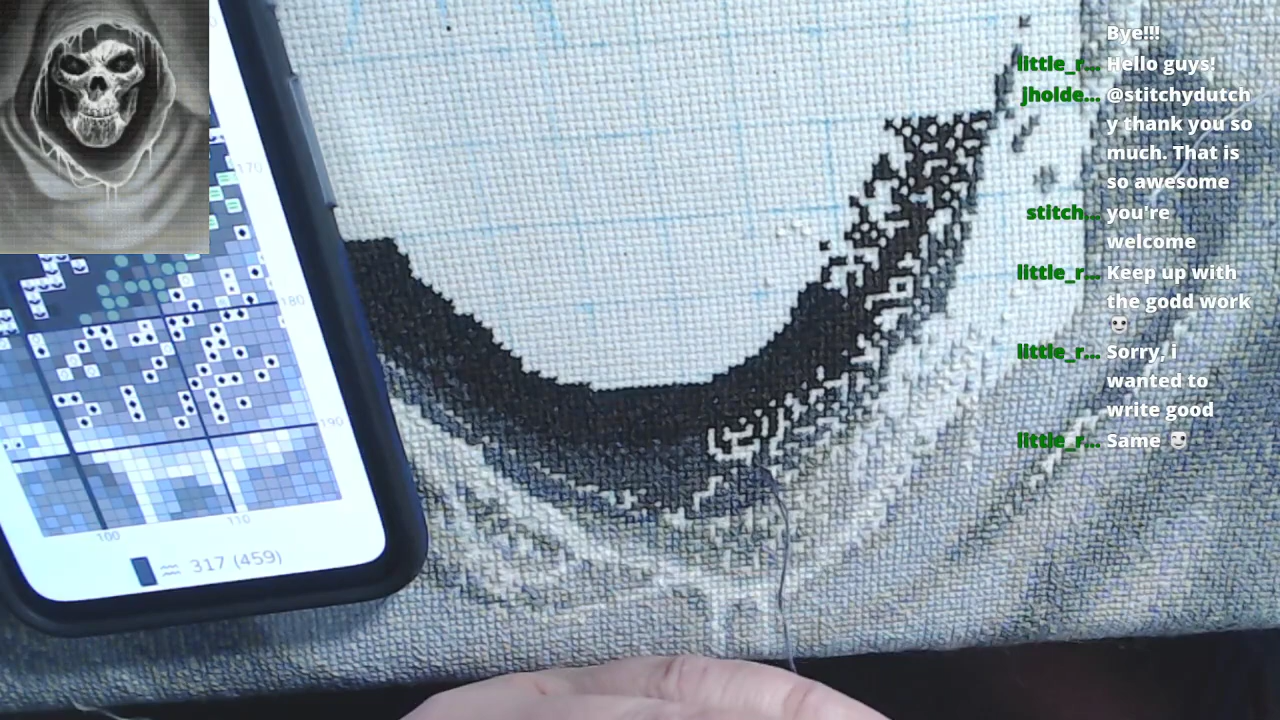 Bye!!!
little_r... Hello guys!
jholde... @stitchydutch
y thank you so
much. That is
so awesome
stitch... you're
welcome
little_r... Keep up with
the godd work
little_r... Sorry, i
wanted to
write good
little_r... Same
170
180
190
100
110
317 (459)